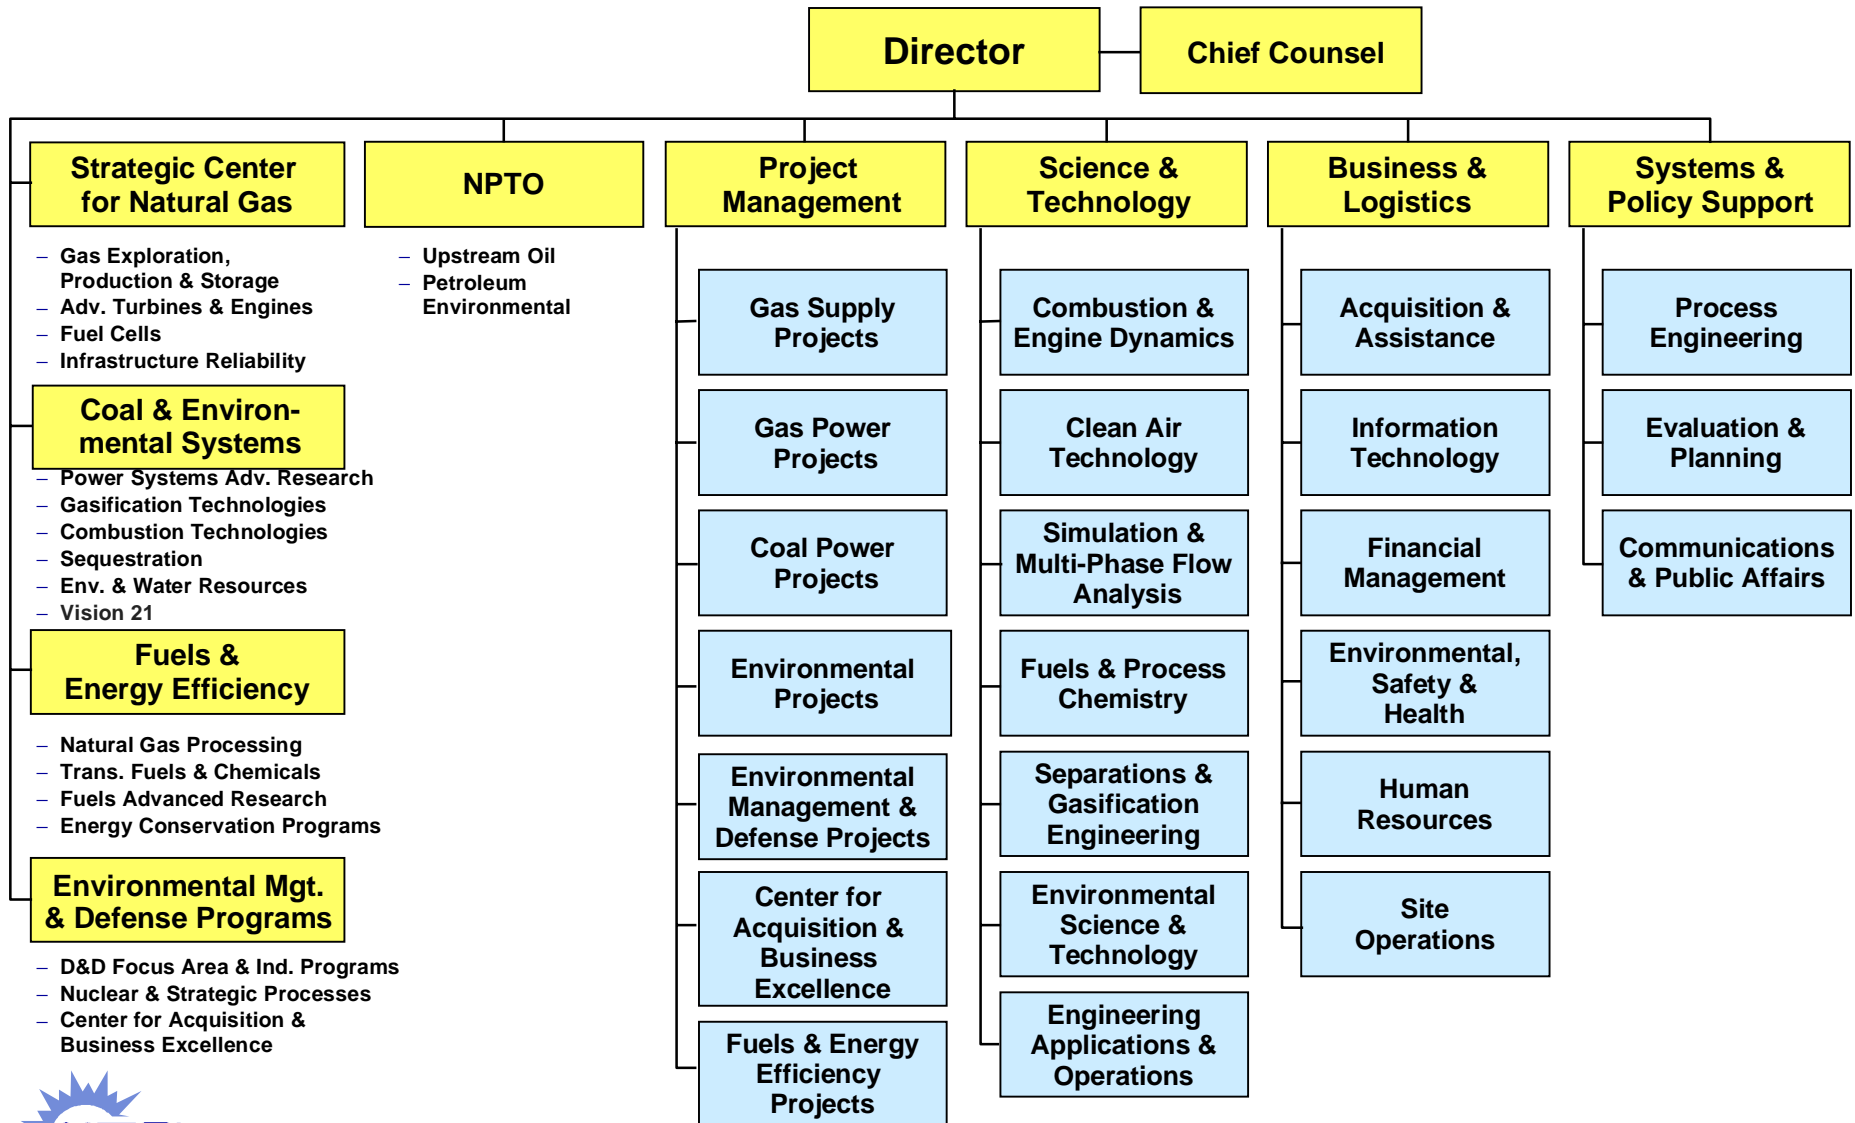 Director
Chief Counsel
Strategic Center
for Natural Gas
– Gas Exploration,
Production & Storage
– Adv. Turbines & Engines
– Fuel Cells
– Infrastructure Reliability
Coal & Environ-
mental Systems
– Power Systems Adv. Research
– Gasification Technologies
– Combustion Technologies
– Sequestration
– Env. & Water Resources
– Vision 21
Fuels &
Energy Efficiency
– Natural Gas Processing
– Trans. Fuels & Chemicals
– Fuels Advanced Research
– Energy Conservation Programs
Environmental Mgt.
& Defense Programs
– D&D Focus Area & Ind. Programs
– Nuclear & Strategic Processes
– Center for Acquisition &
Business Excellence
NPTO
– Upstream Oil
– Petroleum
Environmental
Project
Management
Gas Supply
Projects
Gas Power
Projects
Coal Power
Projects
Environmental
Projects
Environmental
Management &
Defense Projects
Center for
Acquisition &
Business
Excellence
Fuels & Energy
Efficiency
Projects
Science &
Technology
Combustion &
Engine Dynamics
Clean Air
Technology
Simulation &
Multi-Phase Flow
Analysis
Fuels & Process
Chemistry
Separations &
Gasification
Engineering
Environmental
Science &
Technology
Engineering
Applications &
Operations
Business &
Logistics
Acquisition &
Assistance
Information
Technology
Financial
Management
Environmental,
Safety &
Health
Human
Resources
Site
Operations
Systems &
Policy Support
Process
Engineering
Evaluation &
Planning
Communications
& Public Affairs